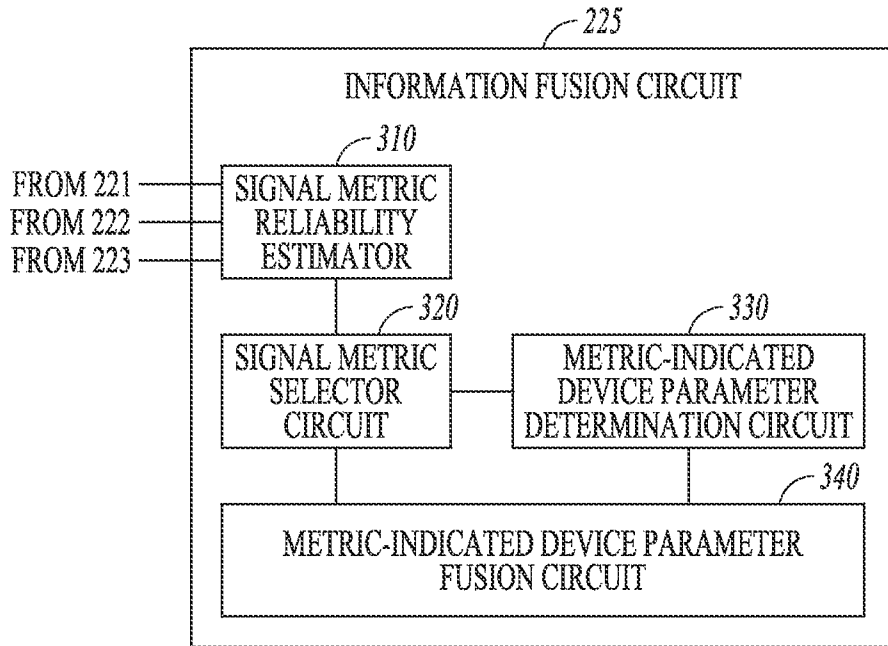 225
INFORMATION FUSION CIRCUIT
310
FROM 221
FROM 222
FROM 223
SIGNAL METRIC
RELIABILITY
ESTIMATOR
320
SIGNAL METRIC
SELECTOR
CIRCUIT
330
METRIC-INDICATED
DEVICE PARAMETER
DETERMINATION CIRCUIT
340
METRIC-INDICATED DEVICE PARAMETER
FUSION CIRCUIT